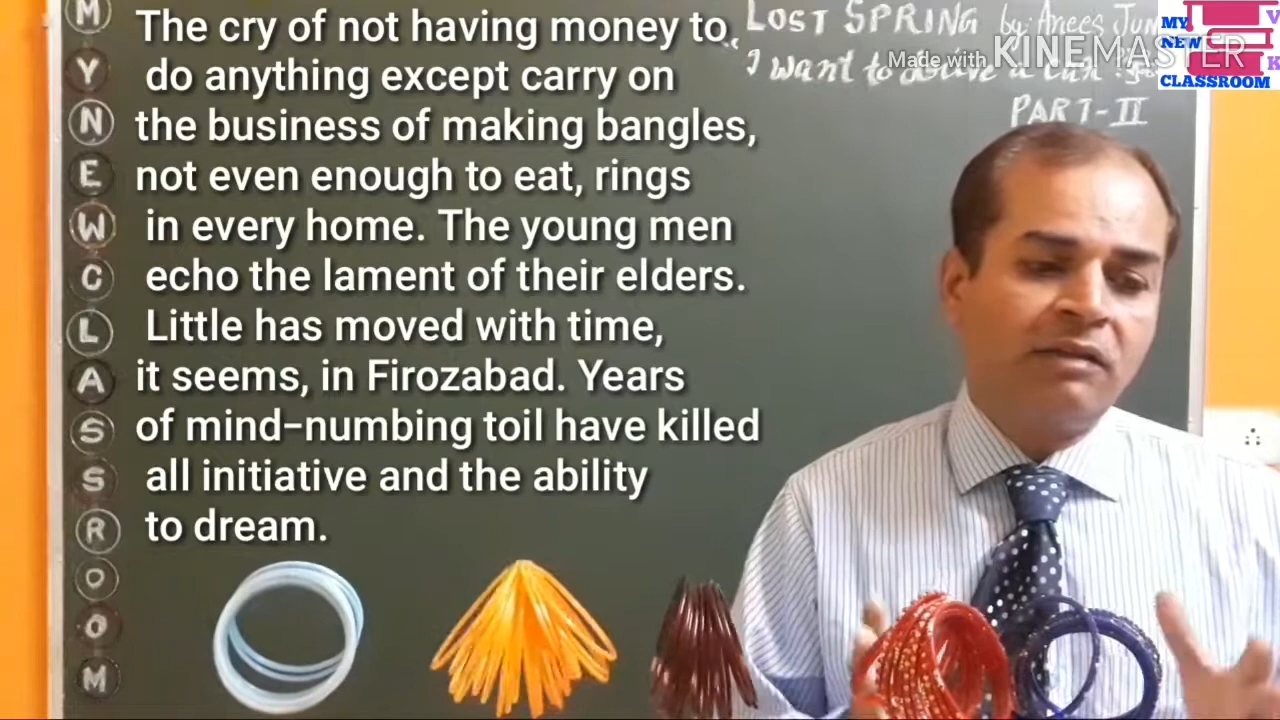 The cry of not having money to
do anything except carry on
the business of making bangles,
not even enough to eat, rings
in every home. The young men
echo the lament of their elders.
Little has moved with time,
it seems, in Firozabad. Years
of mind-numbing toil have killed
all initiative and the ability
to dream.
LOST SPRING by: Anees
I want to drive a car
PART-II
Made with KINEMASTER
MY
NEW
CLASSROOM
V
K
M
Y
N
E
W
C
L
A
S
S
R
O
O
M